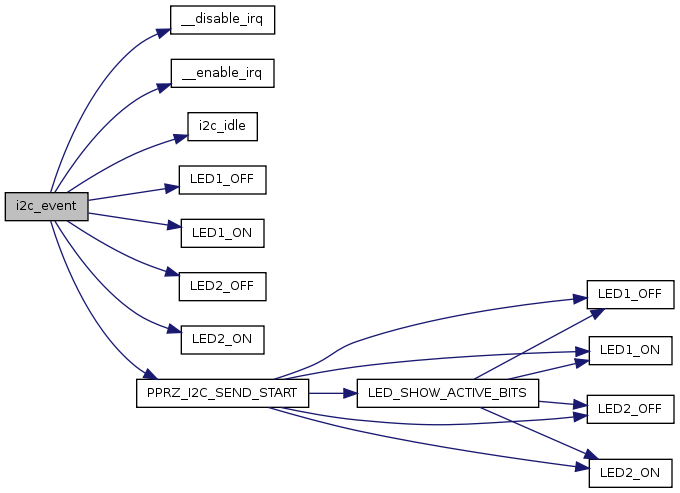 __disable_irq
__enable_irq
i2c_idle
LED1_OFF
i2c_event
LED1_ON
LED2_OFF
LED2_ON
PPRZ_I2C_SEND_START
LED_SHOW_ACTIVE_BITS
LED1_OFF
LED1_ON
LED2_OFF
LED2_ON